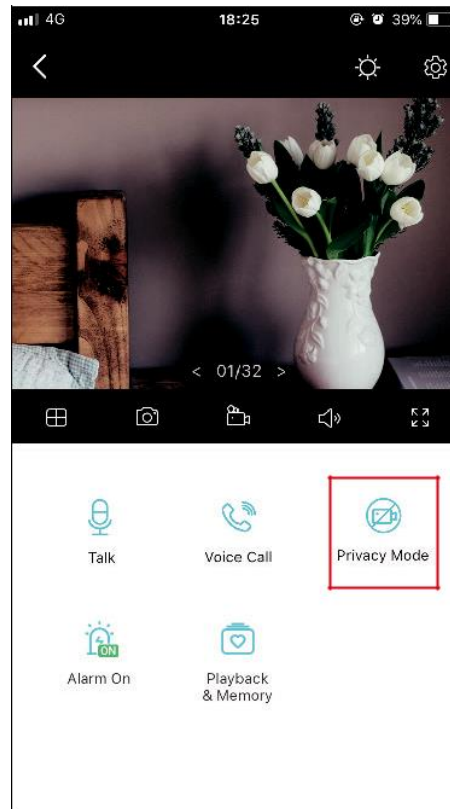 4G 18:25 39%
< 01/32 >
Talk
Voice Call
Privacy Mode
ON
Alarm On
Playback
& Memory